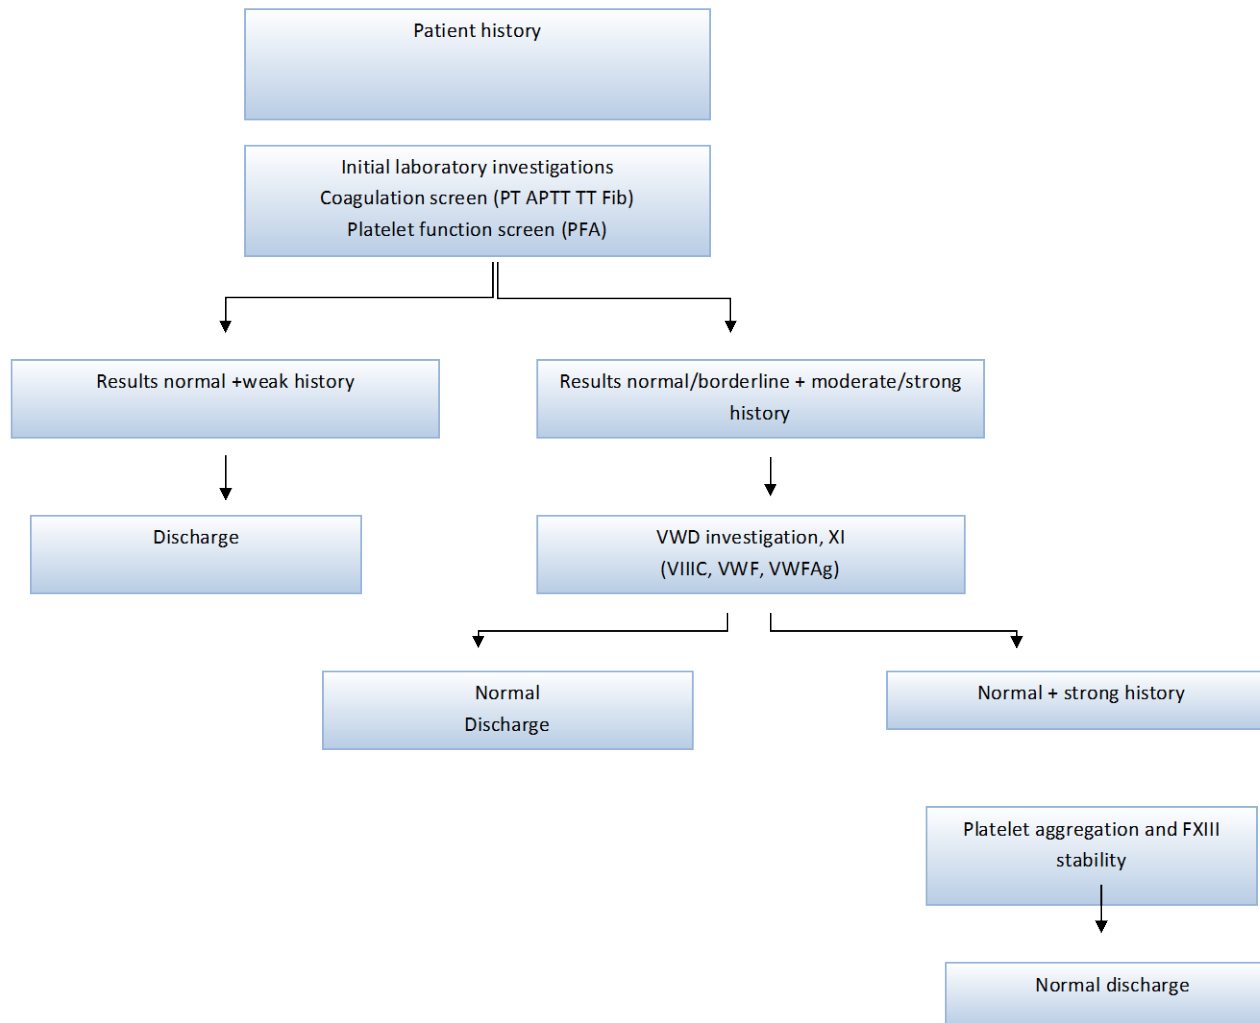 Patient history
Initial laboratory investigations
Coagulation screen (PT APTT TT Fib)
Platelet function screen (PFA)
Results normal +weak history
Results normal/borderline + moderate/strong
history
Discharge
VWD investigation, XI
(VIIIC, VWF, VWFAg)
Normal
Discharge
Normal + strong history
Platelet aggregation and FXIII
stability
Normal discharge